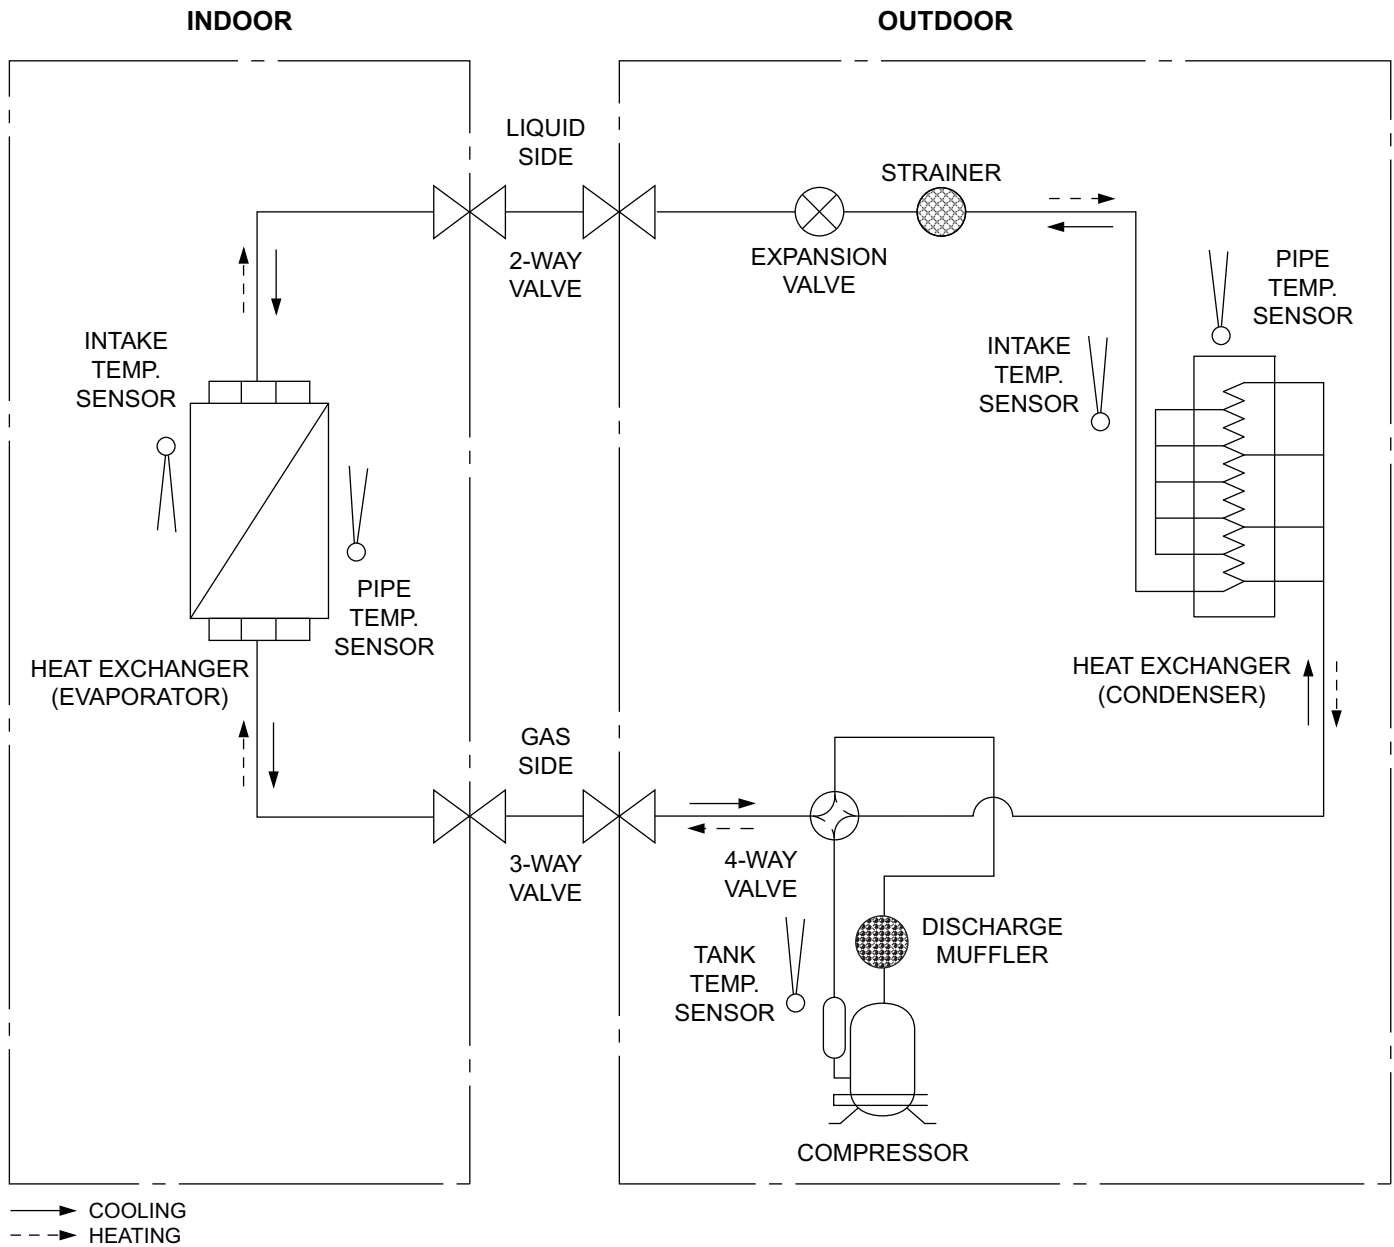 INDOOR
OUTDOOR
LIQUID
SIDE
2-WAY
VALVE
STRAINER
EXPANSION
VALVE
PIPE
TEMP.
SENSOR
INTAKE
TEMP.
SENSOR
INTAKE
TEMP.
SENSOR
PIPE
TEMP.
SENSOR
HEAT EXCHANGER
(EVAPORATOR)
HEAT EXCHANGER
(CONDENSER)
GAS
SIDE
3-WAY
VALVE
4-WAY
VALVE
DISCHARGE
MUFFLER
TANK
TEMP.
SENSOR
COMPRESSOR
COOLING
HEATING